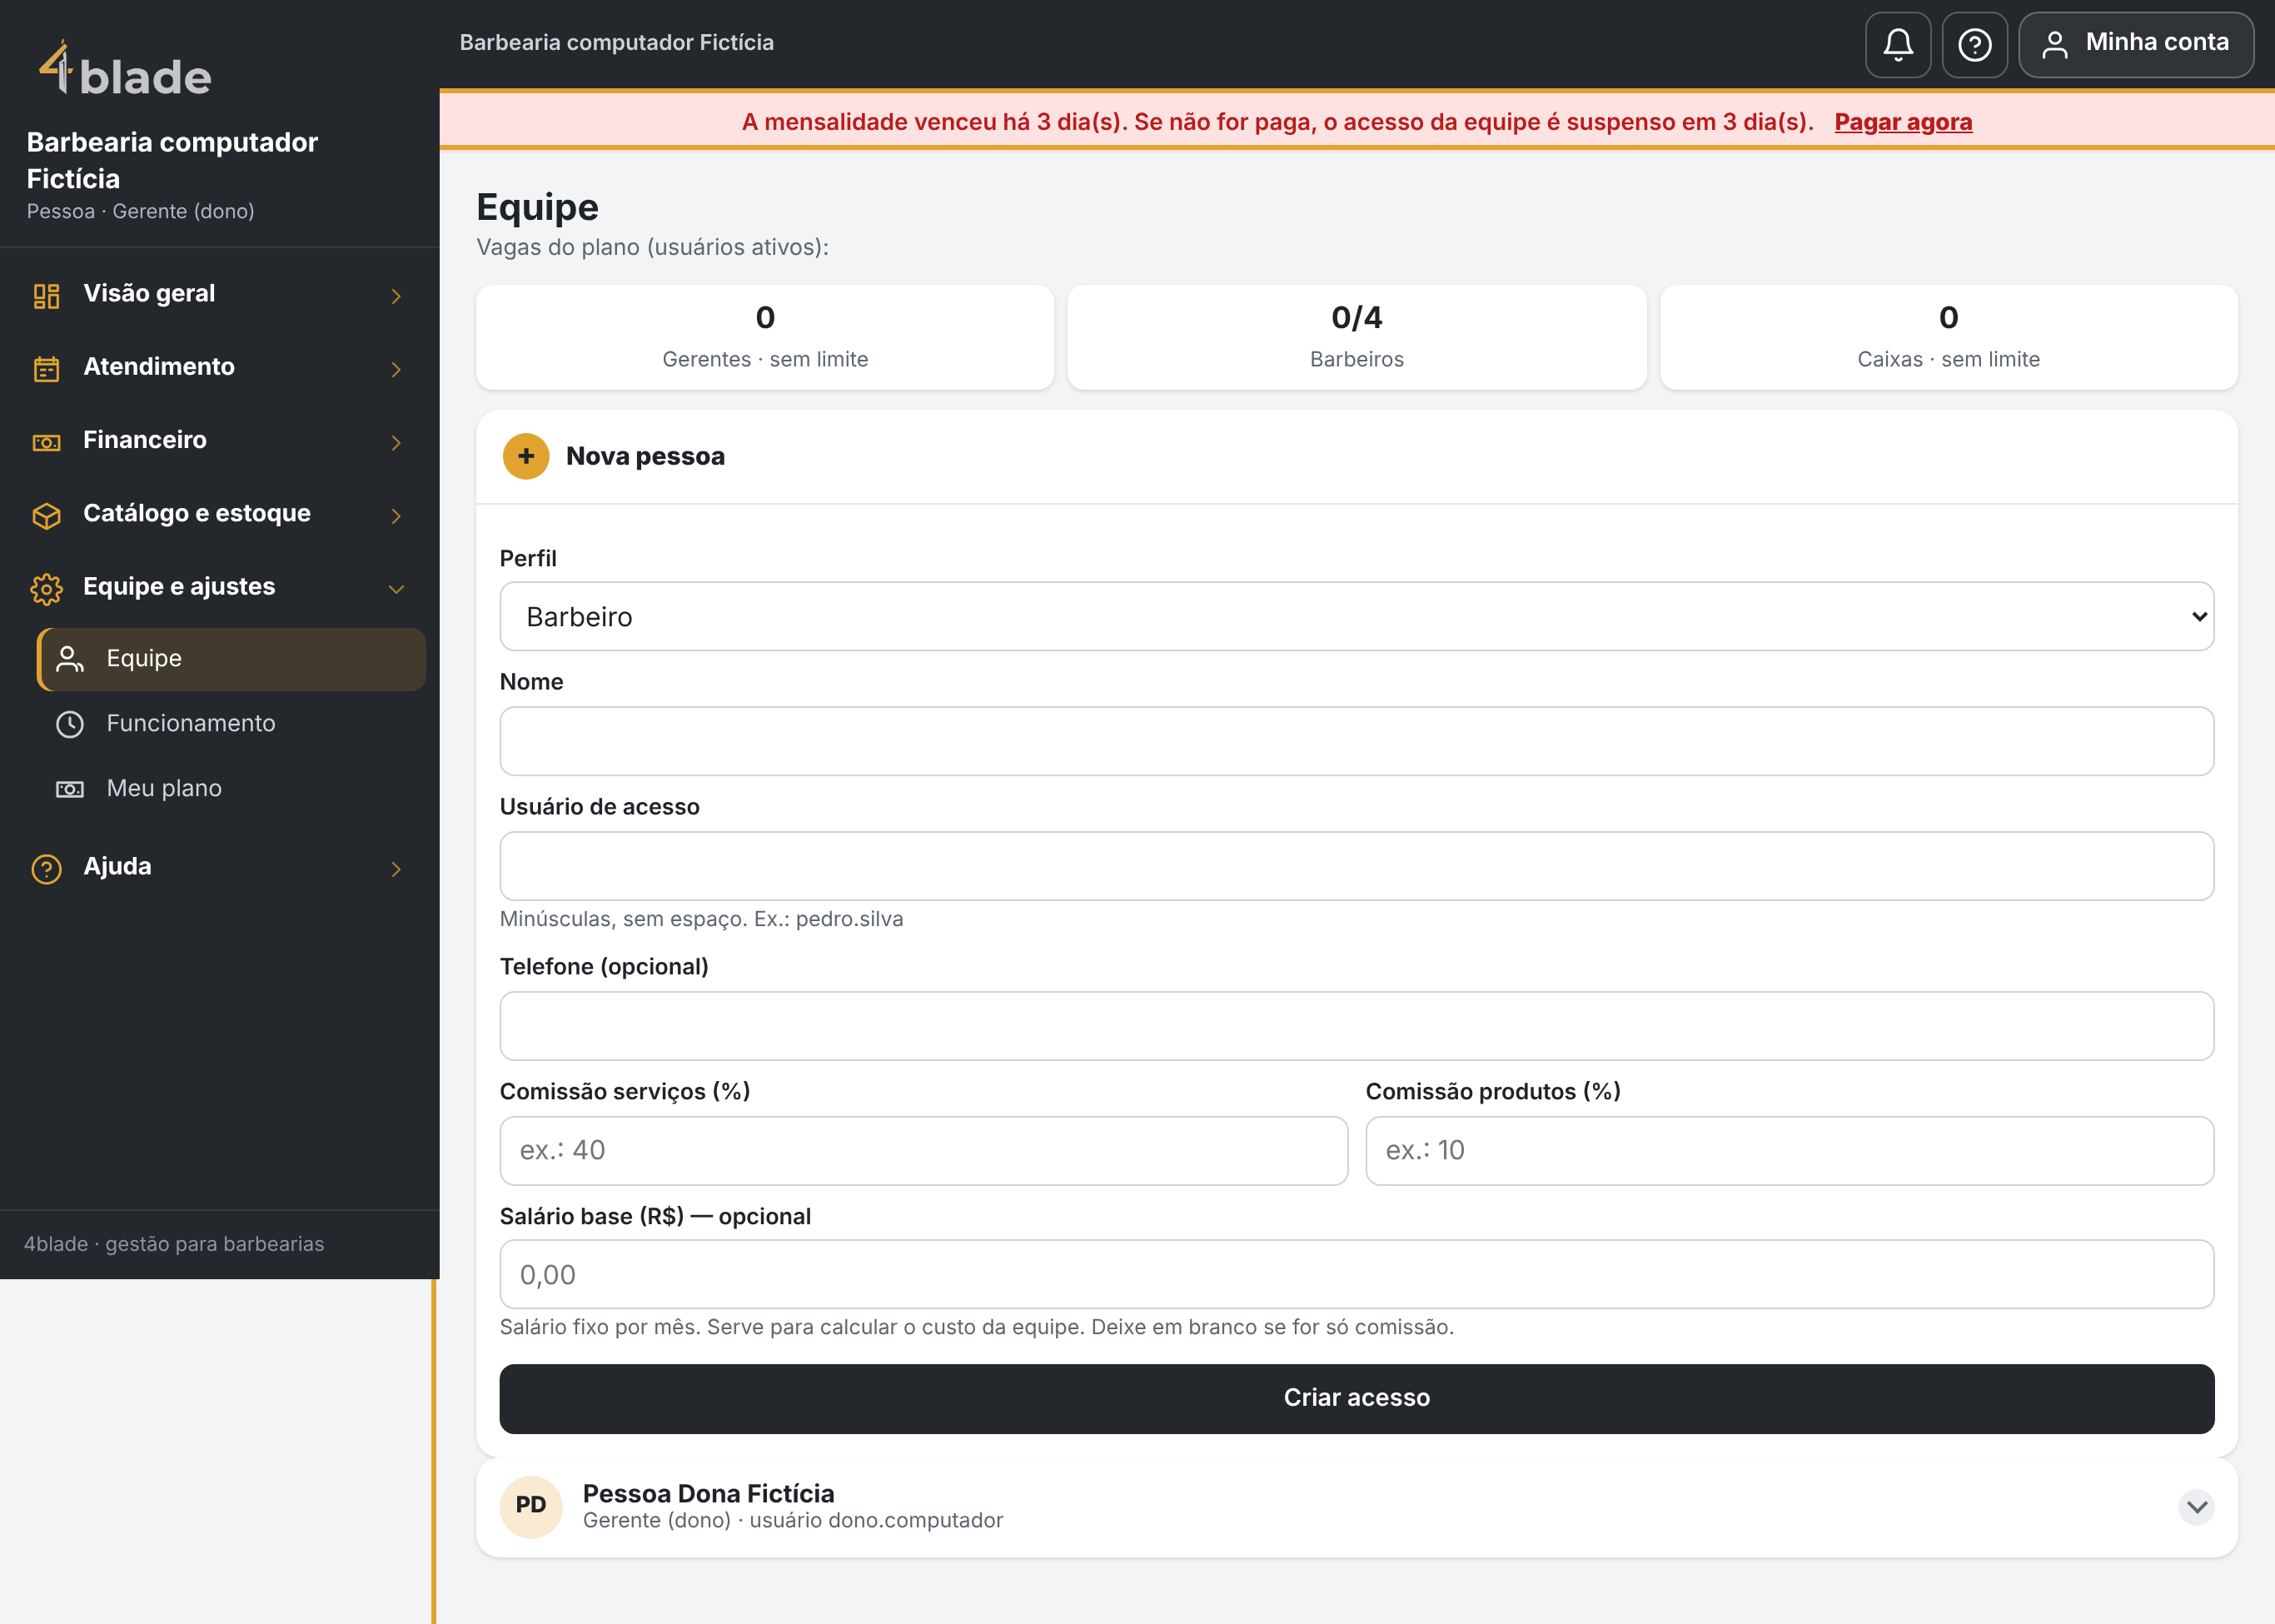 4blade
Barbearia computador
Fictícia
Pessoa · Gerente (dono)
Visão geral
Atendimento
Financeiro
Catálogo e estoque
Equipe e ajustes
Equipe
Funcionamento
Meu plano
Ajuda
4blade · gestão para barbearias
Barbearia computador Fictícia
Minha conta
A mensalidade venceu há 3 dia(s). Se não for paga, o acesso da equipe é suspenso em 3 dia(s). Pagar agora
Equipe
Vagas do plano (usuários ativos):
0
Gerentes · sem limite
0/4
Barbeiros
0
Caixas · sem limite
+ Nova pessoa
Perfil
Barbeiro
Nome
Usuário de acesso
Minúsculas, sem espaço. Ex.: pedro.silva
Telefone (opcional)
Comissão serviços (%)
ex.: 40
Comissão produtos (%)
ex.: 10
Salário base (R$) — opcional
0,00
Salário fixo por mês. Serve para calcular o custo da equipe. Deixe em branco se for só comissão.
Criar acesso
PD
Pessoa Dona Fictícia
Gerente (dono) · usuário dono.computador